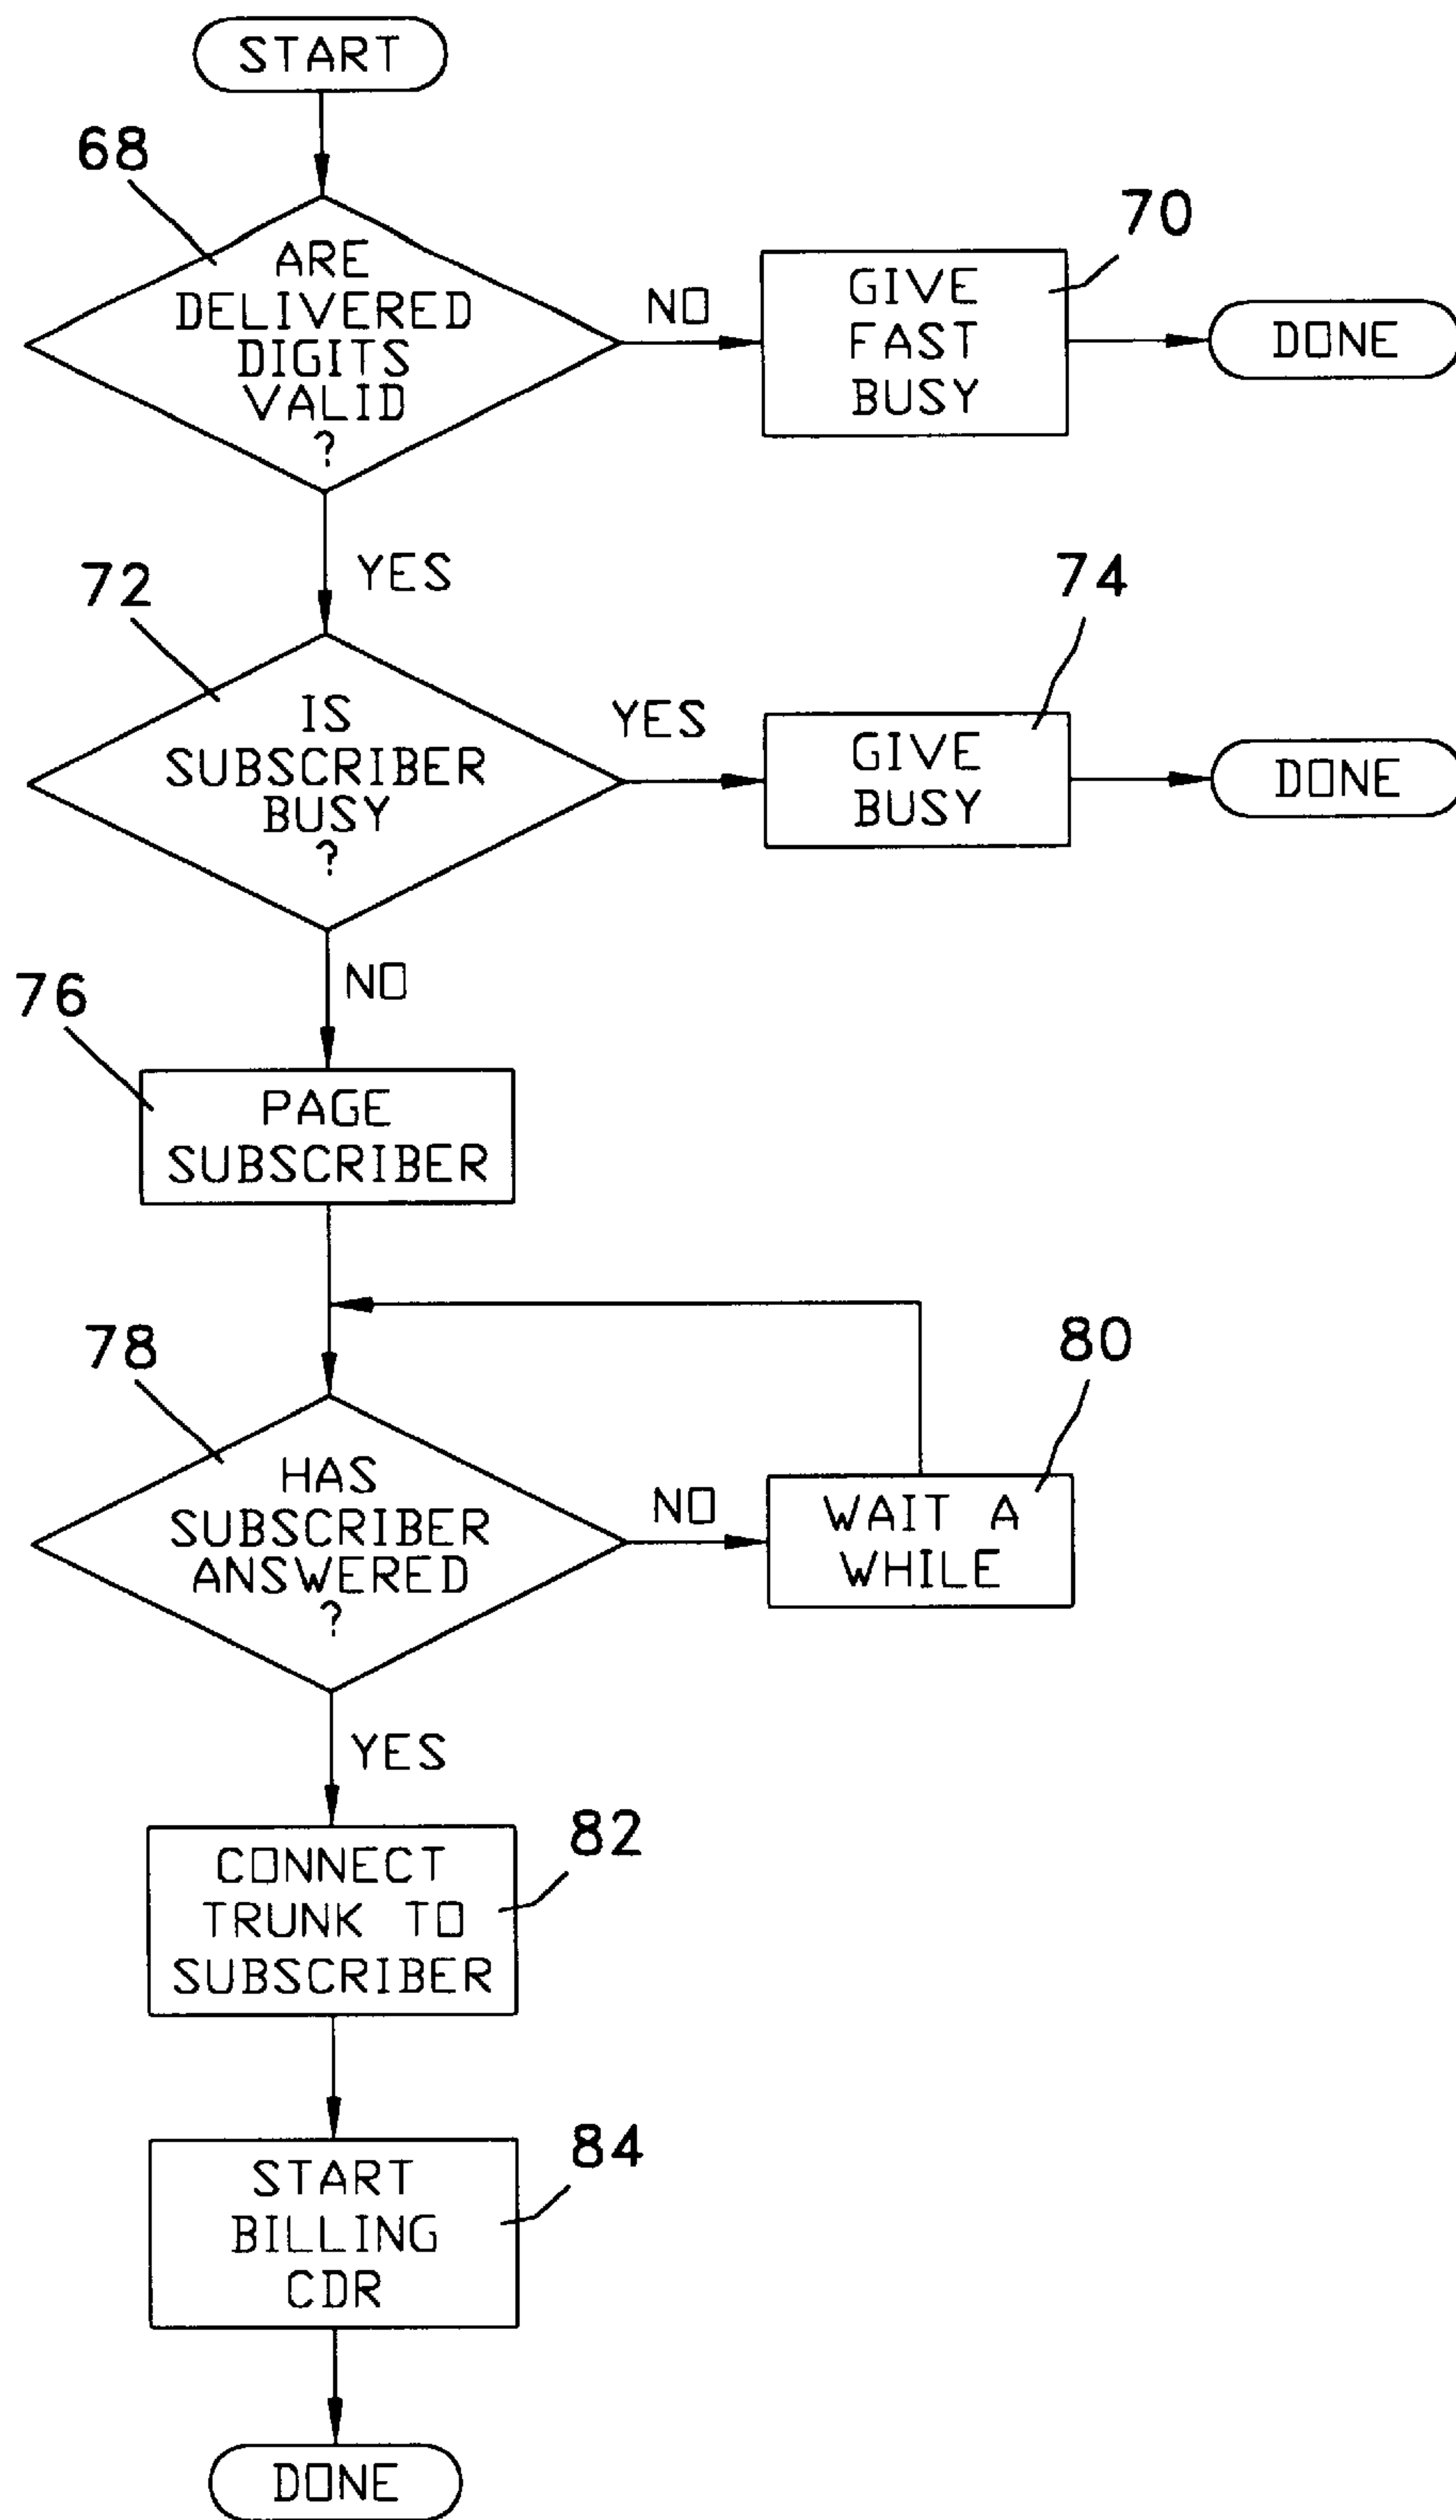 START
68
ARE
DELIVERED
DIGITS
VALID
?
NO
70
GIVE
FAST
BUSY
DONE
YES
72
IS
SUBSCRIBER
BUSY
?
YES
74
GIVE
BUSY
DONE
NO
76
PAGE
SUBSCRIBER
78
HAS
SUBSCRIBER
ANSWERED
?
NO
80
WAIT A
WHILE
YES
82
CONNECT
TRUNK TO
SUBSCRIBER
84
START
BILLING
CDR
DONE